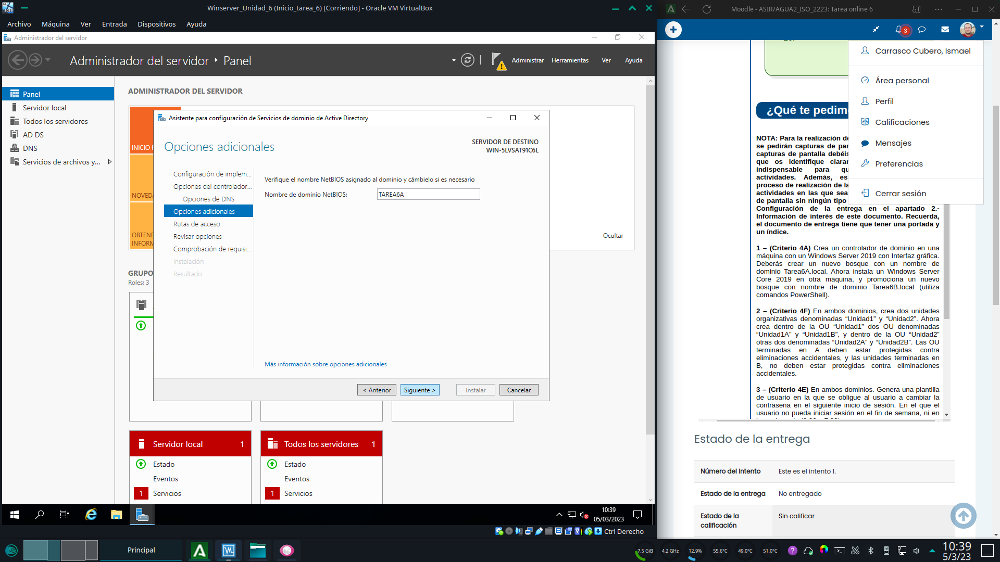 Winserver_Unidad_6 (Inicio_tarea_6) [Corriendo] - Oracle VM VirtualBox
Archivo Máquina Ver Entrada Dispositivos Ayuda
Administrador del servidor
Administrador del servidor ‣ Panel
Administrar Herramientas Ver Ayuda
Panel
Servidor local
Todos los servidores
AD DS
DNS
Servicios de archivos y...
ADMINISTRADOR DEL SERVIDOR
INICIO
NOVED
OBTENE
INFORM
Ocultar
GRUPO
Roles: 3
Asistente para configuración de Servicios de dominio de Active Directory
Opciones adicionales
SERVIDOR DE DESTINO
WIN-5LVSAT91C6L
Configuración de implem...
Opciones del controlador...
Opciones de DNS
Opciones adicionales
Rutas de acceso
Revisar opciones
Comprobación de requisi...
Instalación
Resultado
Verifique el nombre NetBIOS asignado al dominio y cámbielo si es necesario
Nombre de dominio NetBIOS: TAREA6A
Más información sobre opciones adicionales
< Anterior Siguiente > Instalar Cancelar
Servidor local 1
Estado
Eventos
1 Servicios
Todos los servidores 1
Estado
Eventos
1 Servicios
10:39
05/03/2023
Ctrl Derecho
Moodle - ASIR/AGUA2_ISO_2223: Tarea online 6
3
Carrasco Cubero, Ismael
Área personal
Perfil
Calificaciones
Mensajes
Preferencias
Cerrar sesión
¿Qué te pedim
NOTA: Para la realización de
se pedirán capturas de pa
capturas de pantalla debéis
que os identifique clara
indispensable para qu
actividades. Además, es
proceso de realización de la
actividades en las que sea
de pantalla sin ningún tipo
Configuración de la entrega en el apartado 2.-
Información de interés de este documento. Recuerda,
el documento de entrega tiene que tener una portada y
un índice.
1 – (Criterio 4A) Crea un controlador de dominio en una
máquina con un Windows Server 2019 con Interfaz gráfica.
Deberás crear un nuevo bosque con un nombre de
dominio Tarea6A.local. Ahora instala un Windows Server
Core 2019 en otra máquina, y promociona un nuevo
bosque con nombre de dominio Tarea6B.local (utiliza
comandos PowerShell).
2 – (Criterio 4F) En ambos dominios, crea dos unidades
organizativas denominadas “Unidad1” y “Unidad2”. Ahora
crea dentro de la OU “Unidad1” dos OU denominadas
“Unidad1A” y “Unidad1B”, y dentro de la OU “Unidad2”
otras dos denominadas “Unidad2A” y “Unidad2B”. Las OU
terminadas en A deben estar protegidas contra
eliminaciones accidentales, y las unidades terminadas en
B, no deben estar protegidas contra eliminaciones
accidentales.
3 – (Criterio 4E) En ambos dominios. Genera una plantilla
de usuario en la que se obligue al usuario a cambiar la
contraseña en el siguiente inicio de sesión. En el que el
usuario no pueda iniciar sesión en el fin de semana, ni en
Estado de la entrega
Número del intento Este es el intento 1.
Estado de la entrega No entregado
Estado de la calificación Sin calificar
Principal
7,5 GiB 4,2 GHz 12,9% 55,6°C 49,0°C 51,0°C
10:39
5/3/23